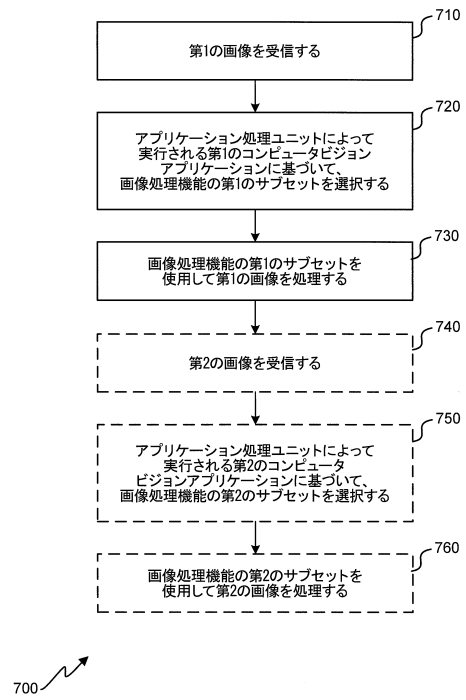 710
第1の画像を受信する
720
アプリケーション処理ユニットによって
実行される第1のコンピュータビジョン
アプリケーションに基づいて、
画像処理機能の第1のサブセットを選択する
730
画像処理機能の第1のサブセットを
使用して第1の画像を処理する
740
第2の画像を受信する
750
アプリケーション処理ユニットによって
実行される第2のコンピュータ
ビジョンアプリケーションに基づいて、
画像処理機能の第2のサブセットを選択する
760
画像処理機能の第2のサブセットを
使用して第2の画像を処理する
700